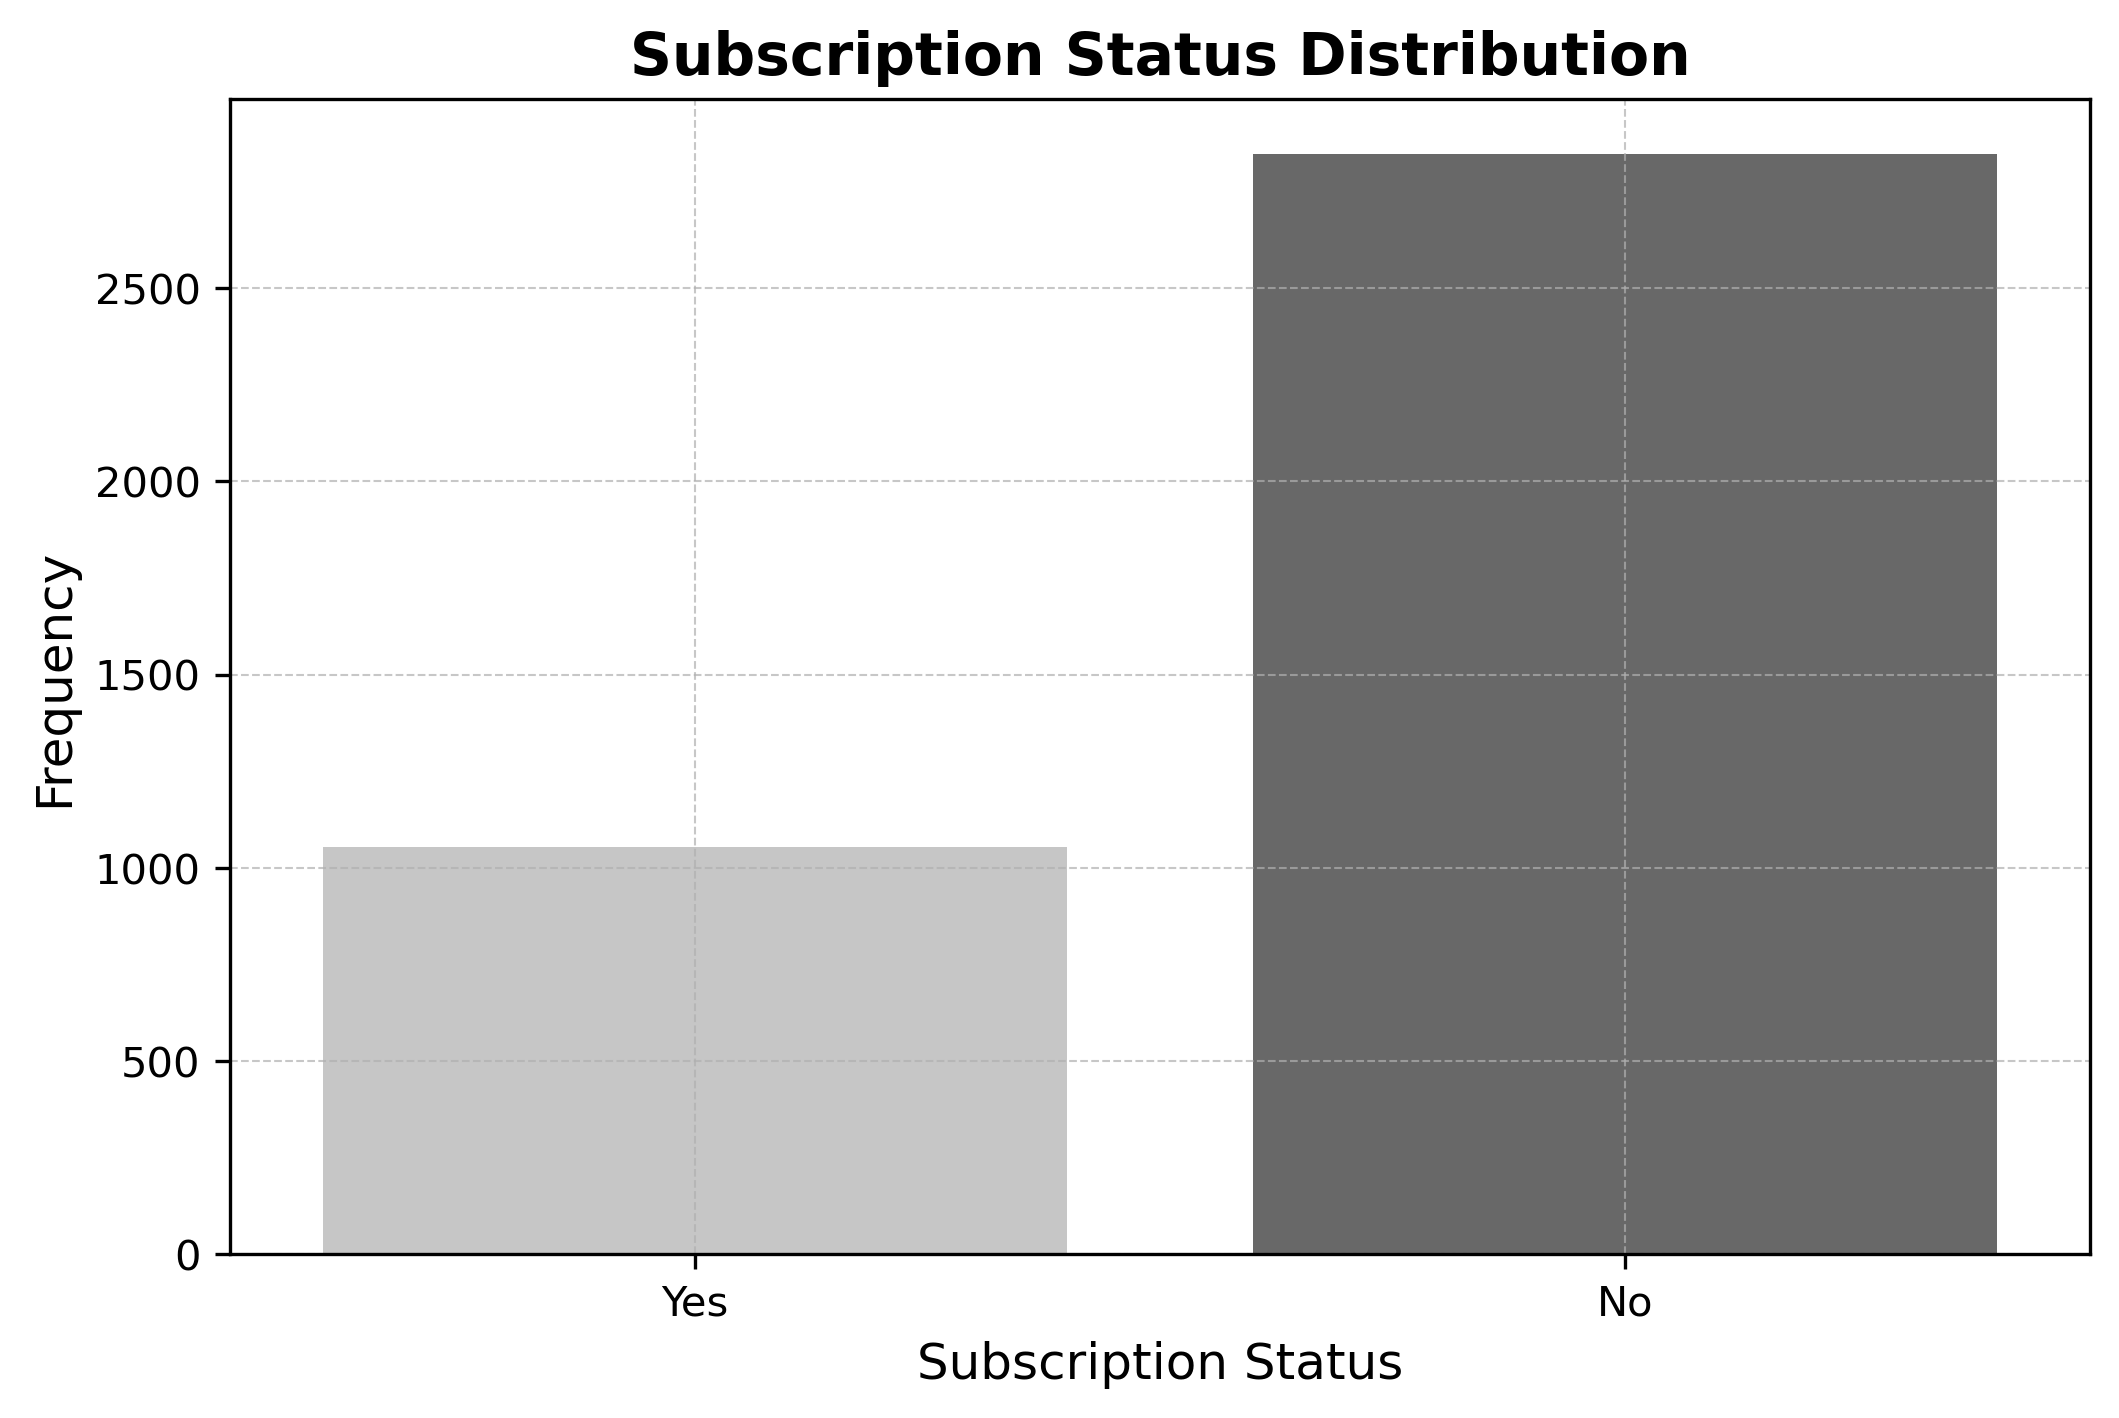 Subscription Status Distribution
Frequency
2500
2000
1500
1000
500
0
Yes
No
Subscription Status